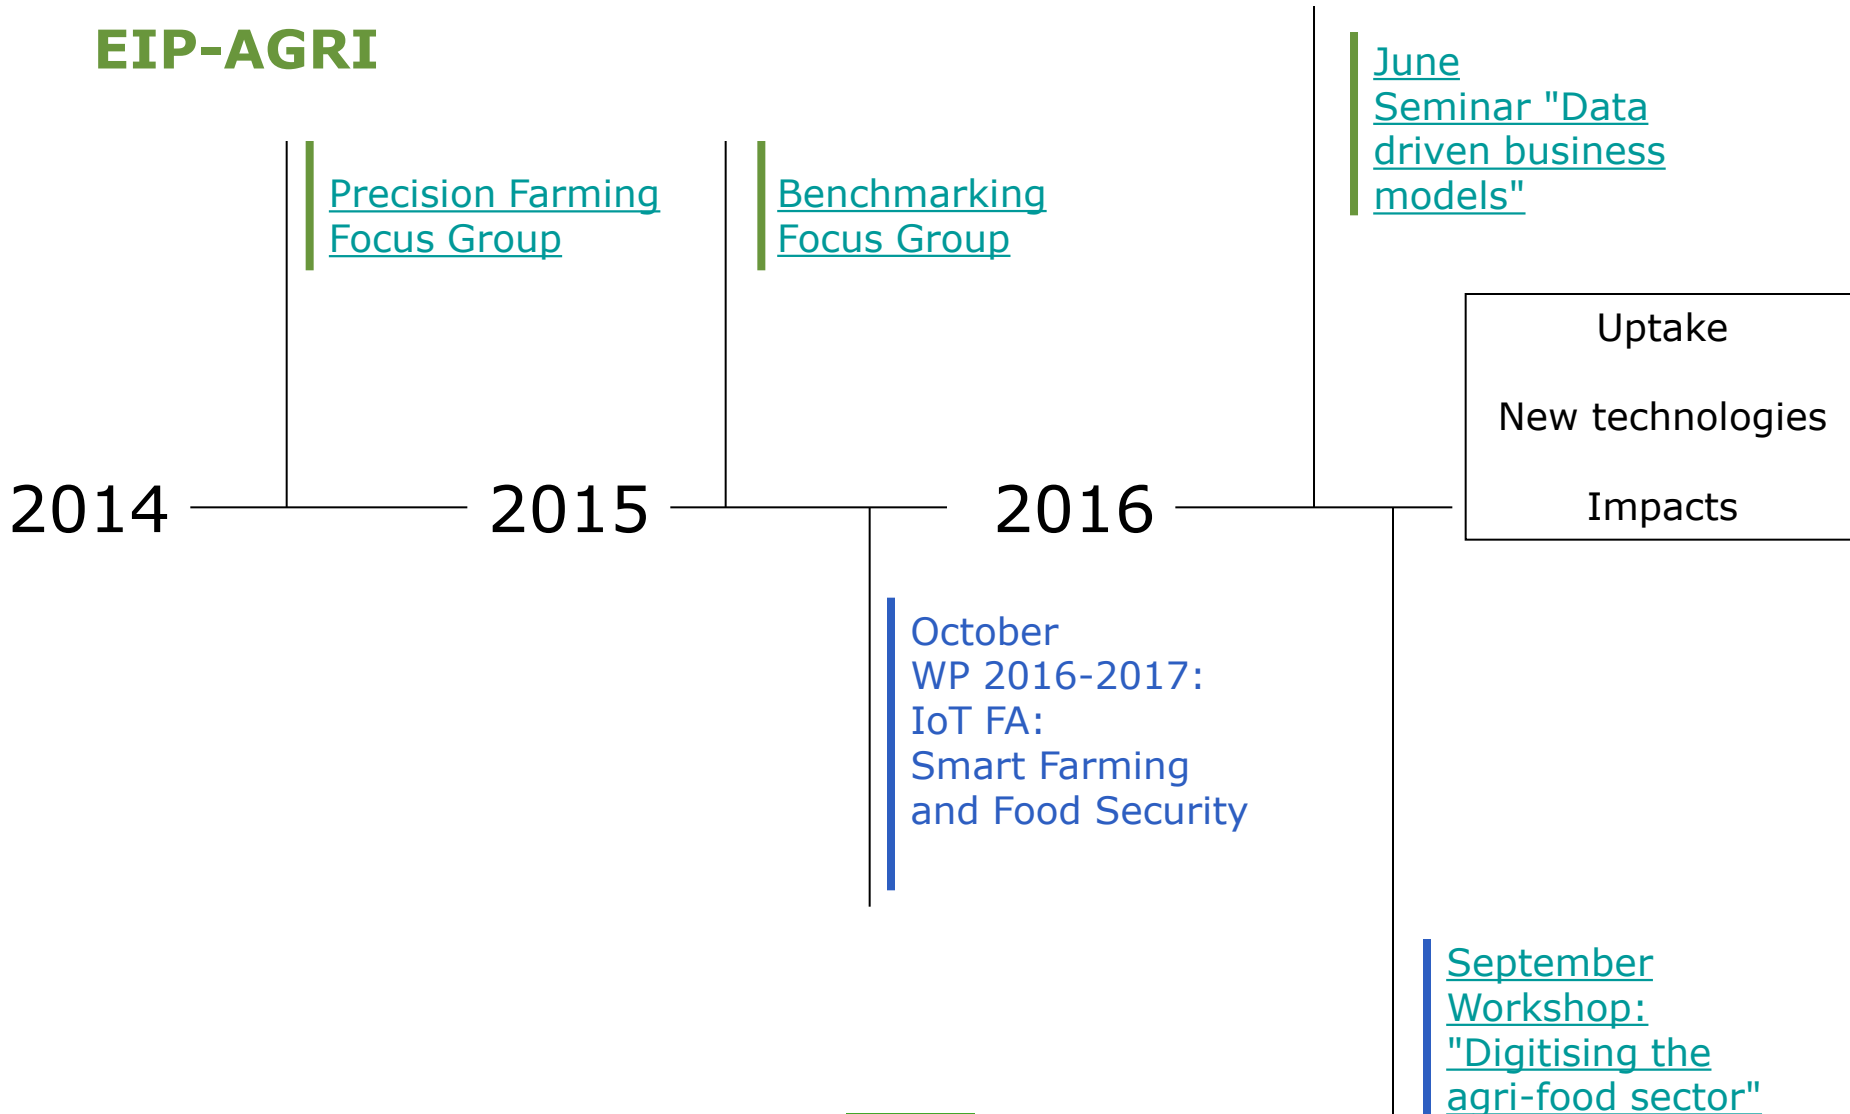 EIP-AGRI
June
Seminar "Data
driven business
models"
Precision Farming
Focus Group
Benchmarking
Focus Group
Uptake
New technologies
Impacts
2014
2015
2016
October
WP 2016-2017:
IoT FA:
Smart Farming
and Food Security
September
Workshop:
"Digitising the
agri-food sector"